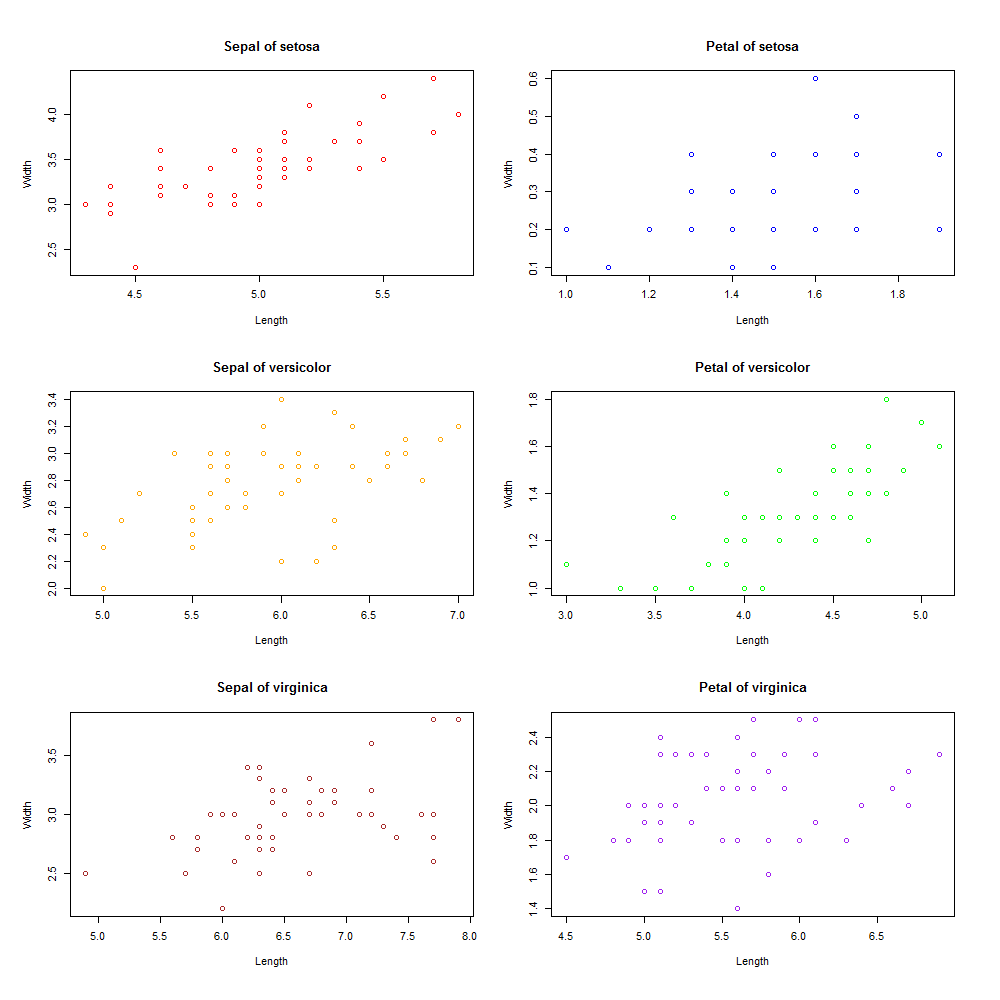 Sepal of setosa
Width
2.5 3.0 3.5 4.0
4.5 5.0 5.5
Length
Petal of setosa
Width
0.1 0.2 0.3 0.4 0.5 0.6
1.0 1.2 1.4 1.6 1.8
Length
Sepal of versicolor
Width
2.0 2.2 2.4 2.6 2.8 3.0 3.2 3.4
5.0 5.5 6.0 6.5 7.0
Length
Petal of versicolor
Width
1.0 1.2 1.4 1.6 1.8
3.0 3.5 4.0 4.5 5.0
Length
Sepal of virginica
Width
2.5 3.0 3.5
5.0 5.5 6.0 6.5 7.0 7.5 8.0
Length
Petal of virginica
Width
1.4 1.6 1.8 2.0 2.2 2.4
4.5 5.0 5.5 6.0 6.5
Length